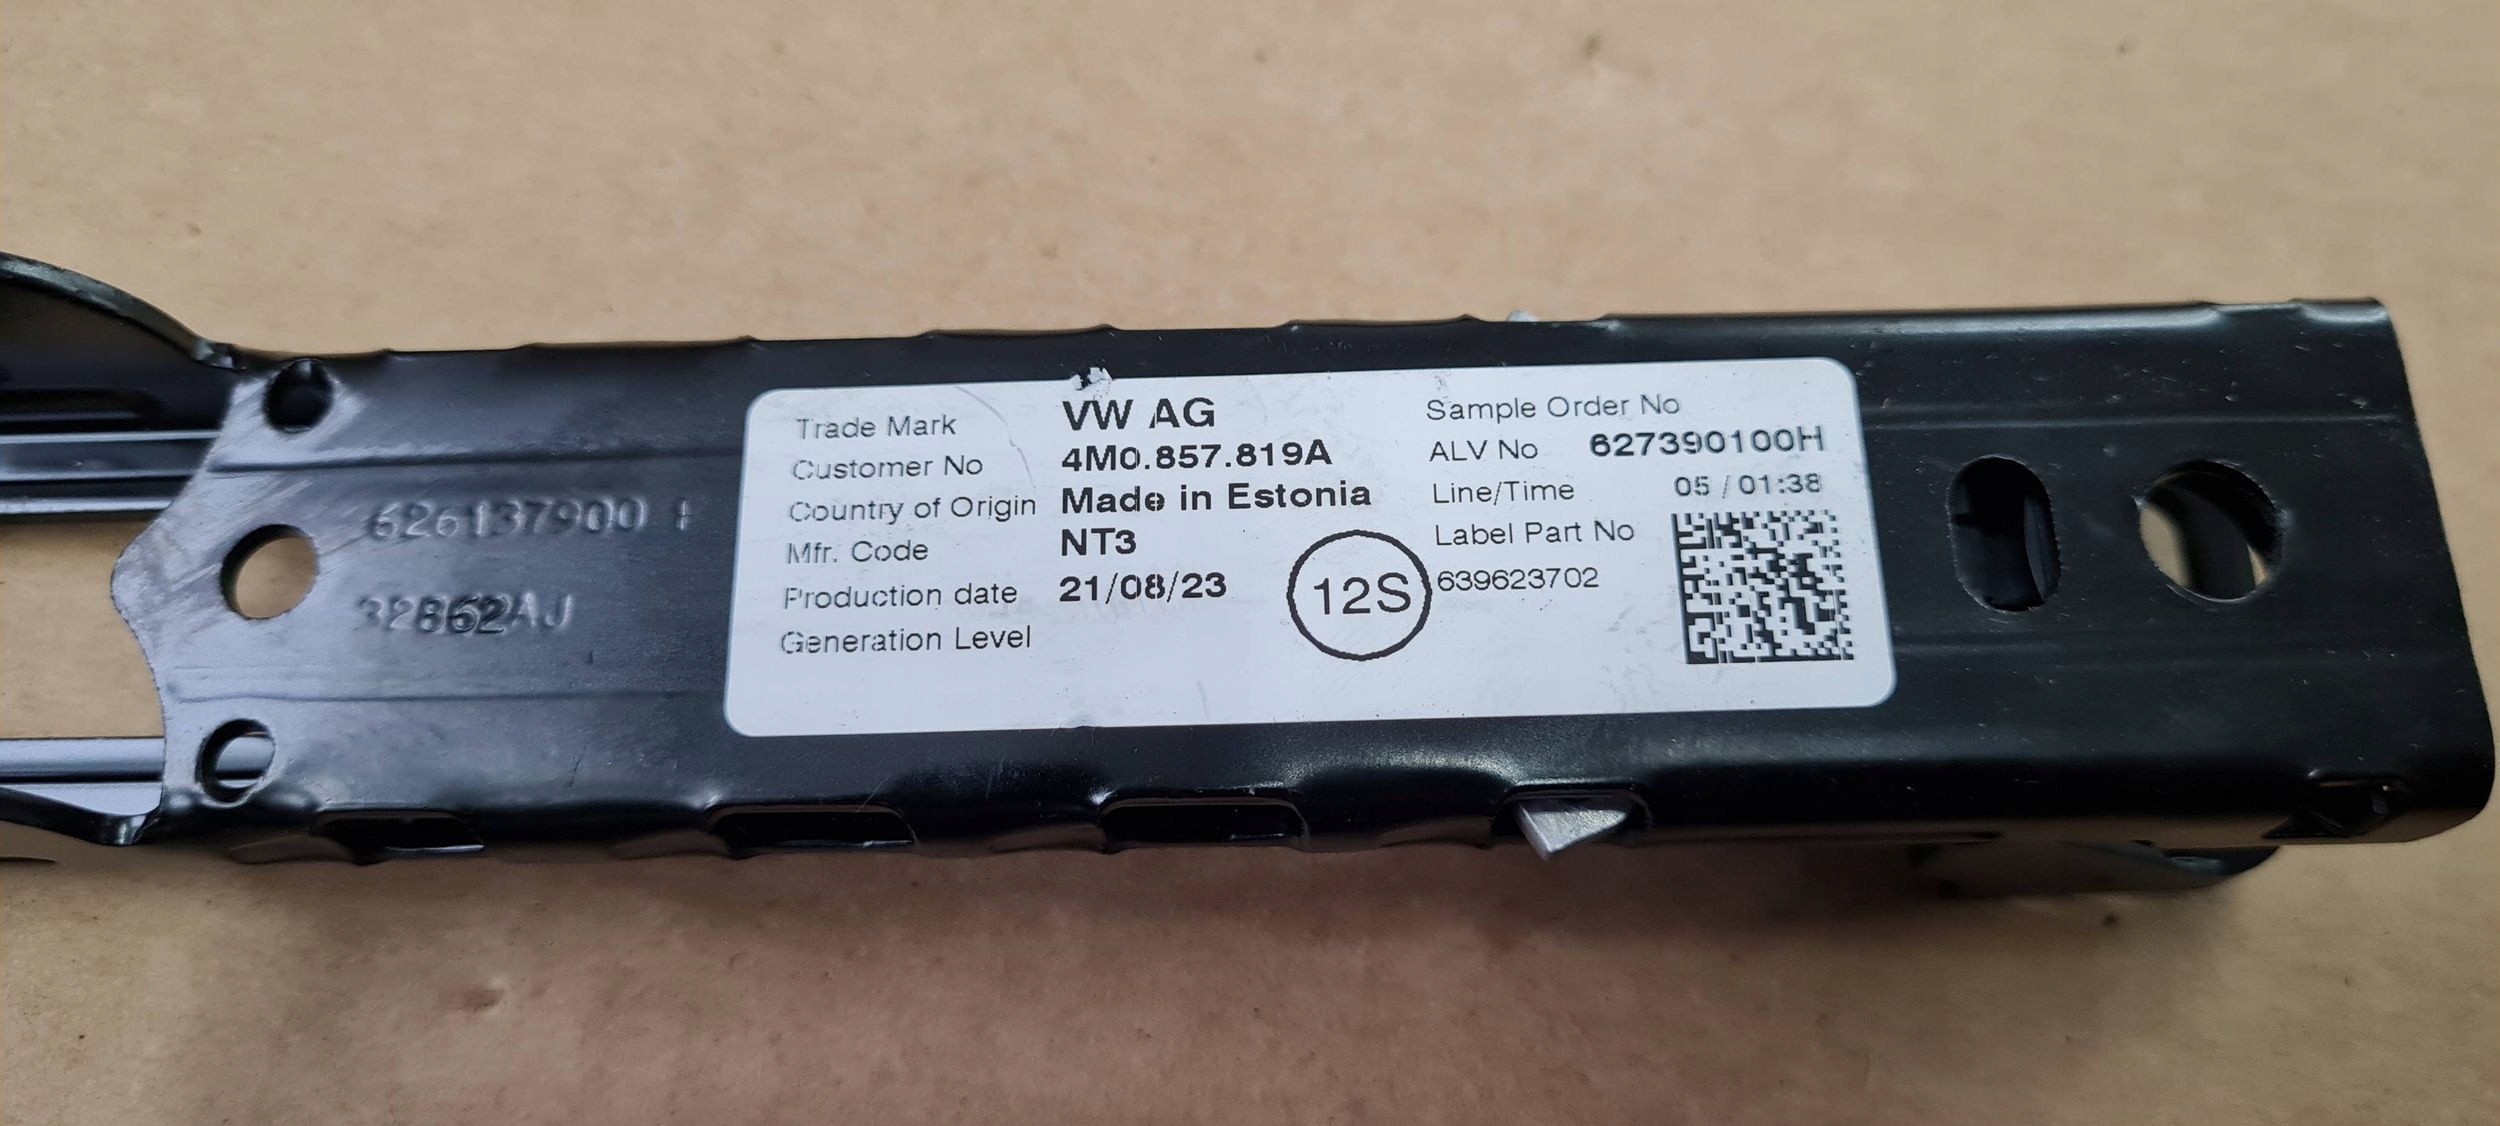 626137900
32862AJ
Trade Mark VW AG
Customer No 4M0.857.819A
Country of Origin Made in Estonia
Mfr. Code NT3
Production date 21/08/23
Generation Level
12S
Sample Order No
ALV No 627390100H
Line/Time 05 / 01:38
Label Part No
639623702